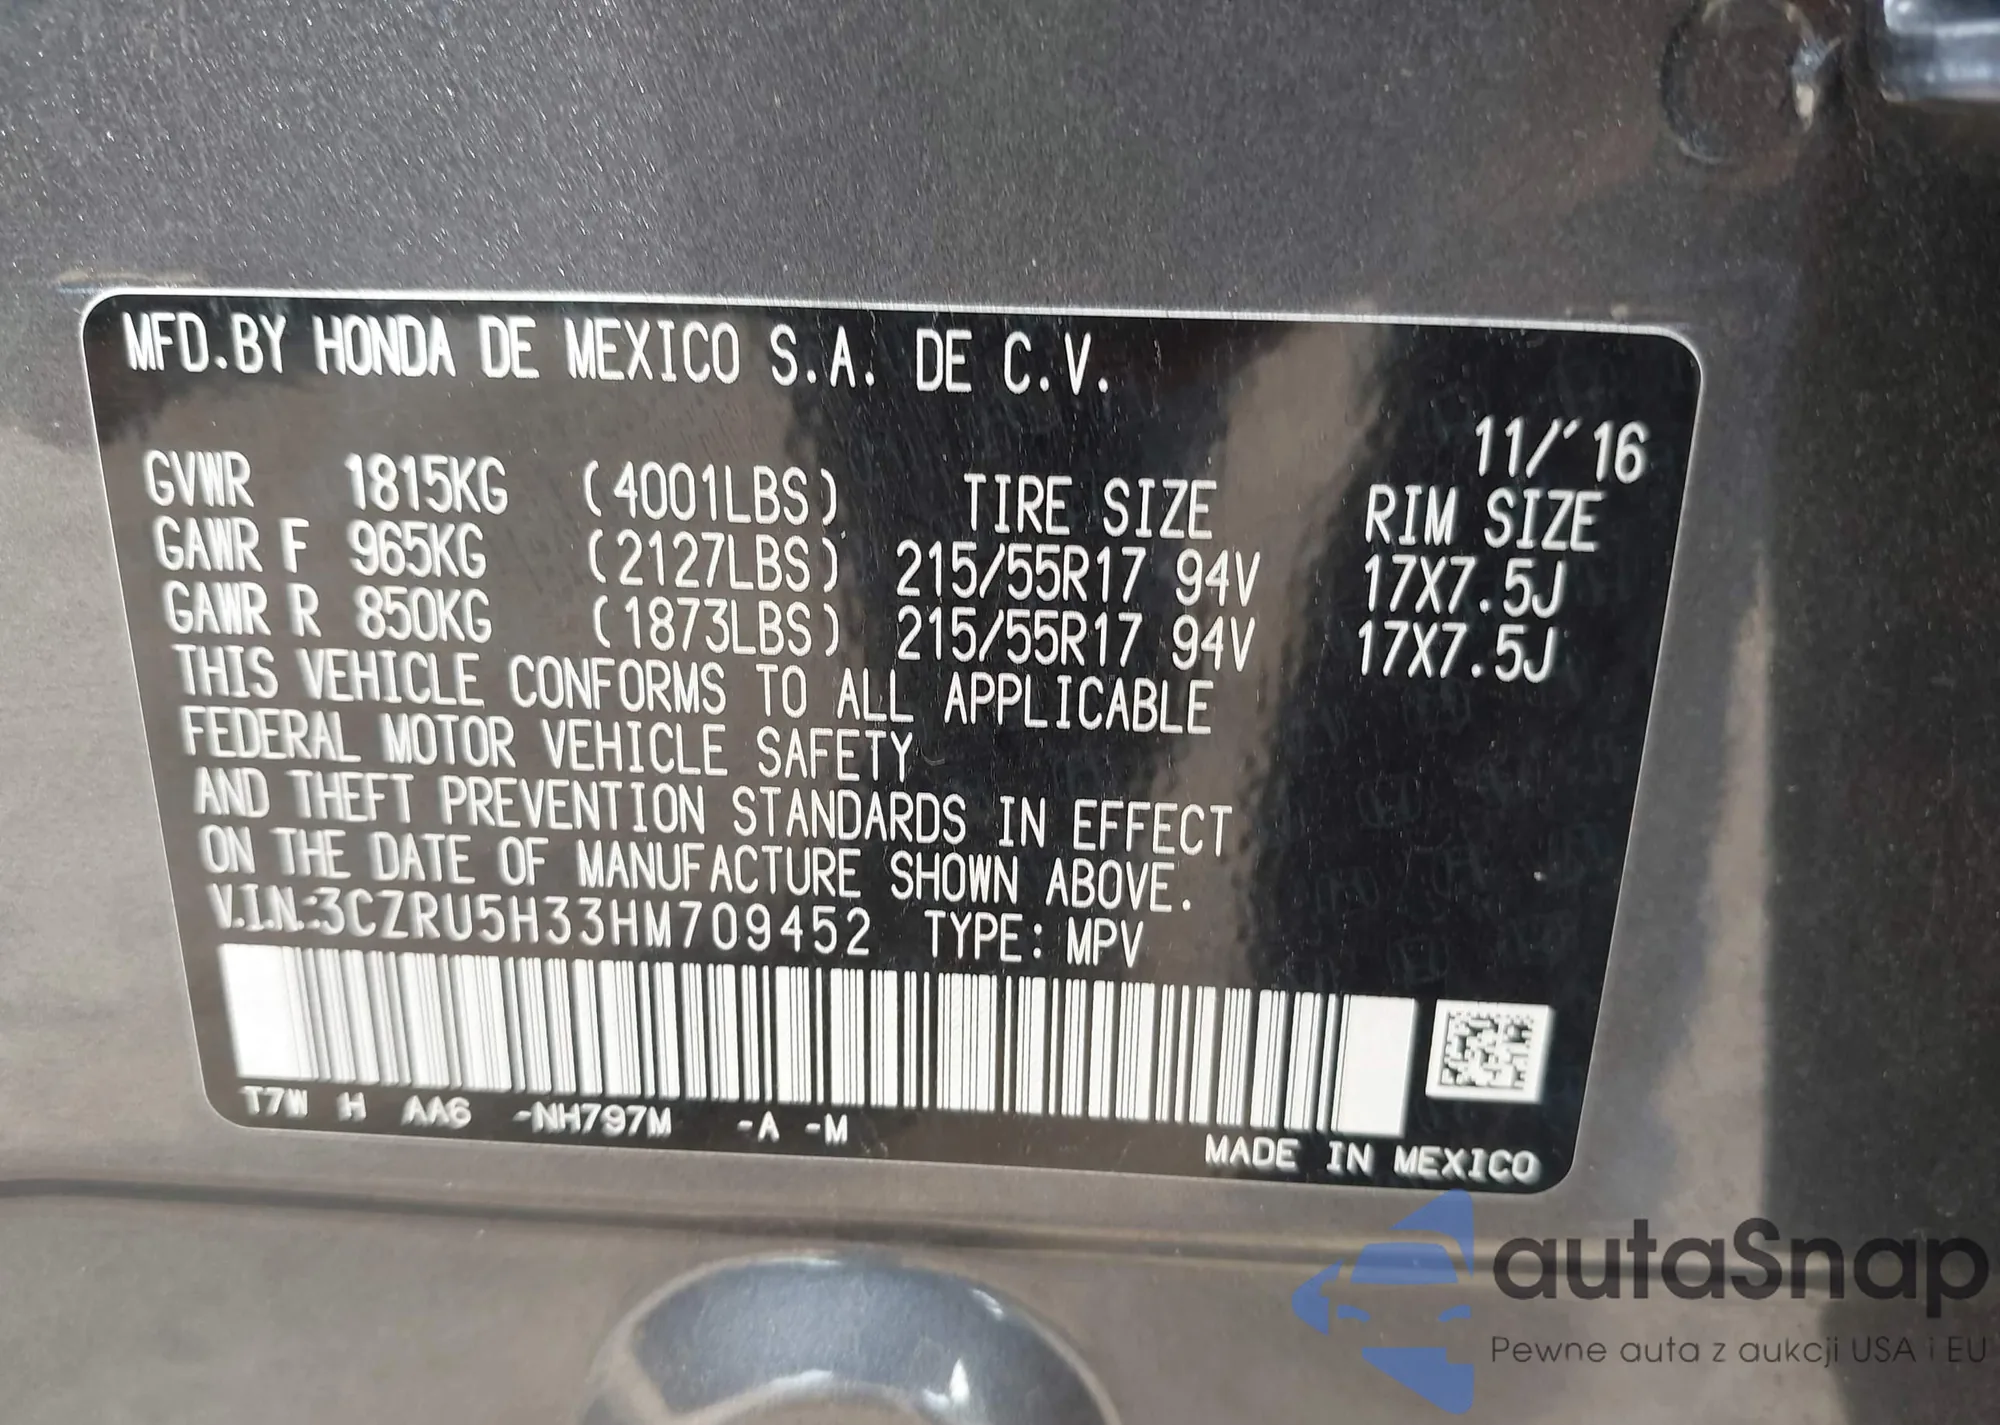 MFD.BY HONDA DE MEXICO S.A. DE C.V.
11/'16
GVWR 1815KG (4001LBS) TIRE SIZE RIM SIZE
GAWR F 965KG (2127LBS) 215/55R17 94V 17X7.5J
GAWR R 850KG (1873LBS) 215/55R17 94V 17X7.5J
THIS VEHICLE CONFORMS TO ALL APPLICABLE
FEDERAL MOTOR VEHICLE SAFETY
AND THEFT PREVENTION STANDARDS IN EFFECT
ON THE DATE OF MANUFACTURE SHOWN ABOVE.
V.I.N.:3CZRU5H33HM709452 TYPE: MPV
T7W H AA6 -NH797M -A -M
MADE IN MEXICO
autaSnap
Pewne auta z aukcji USA i EU